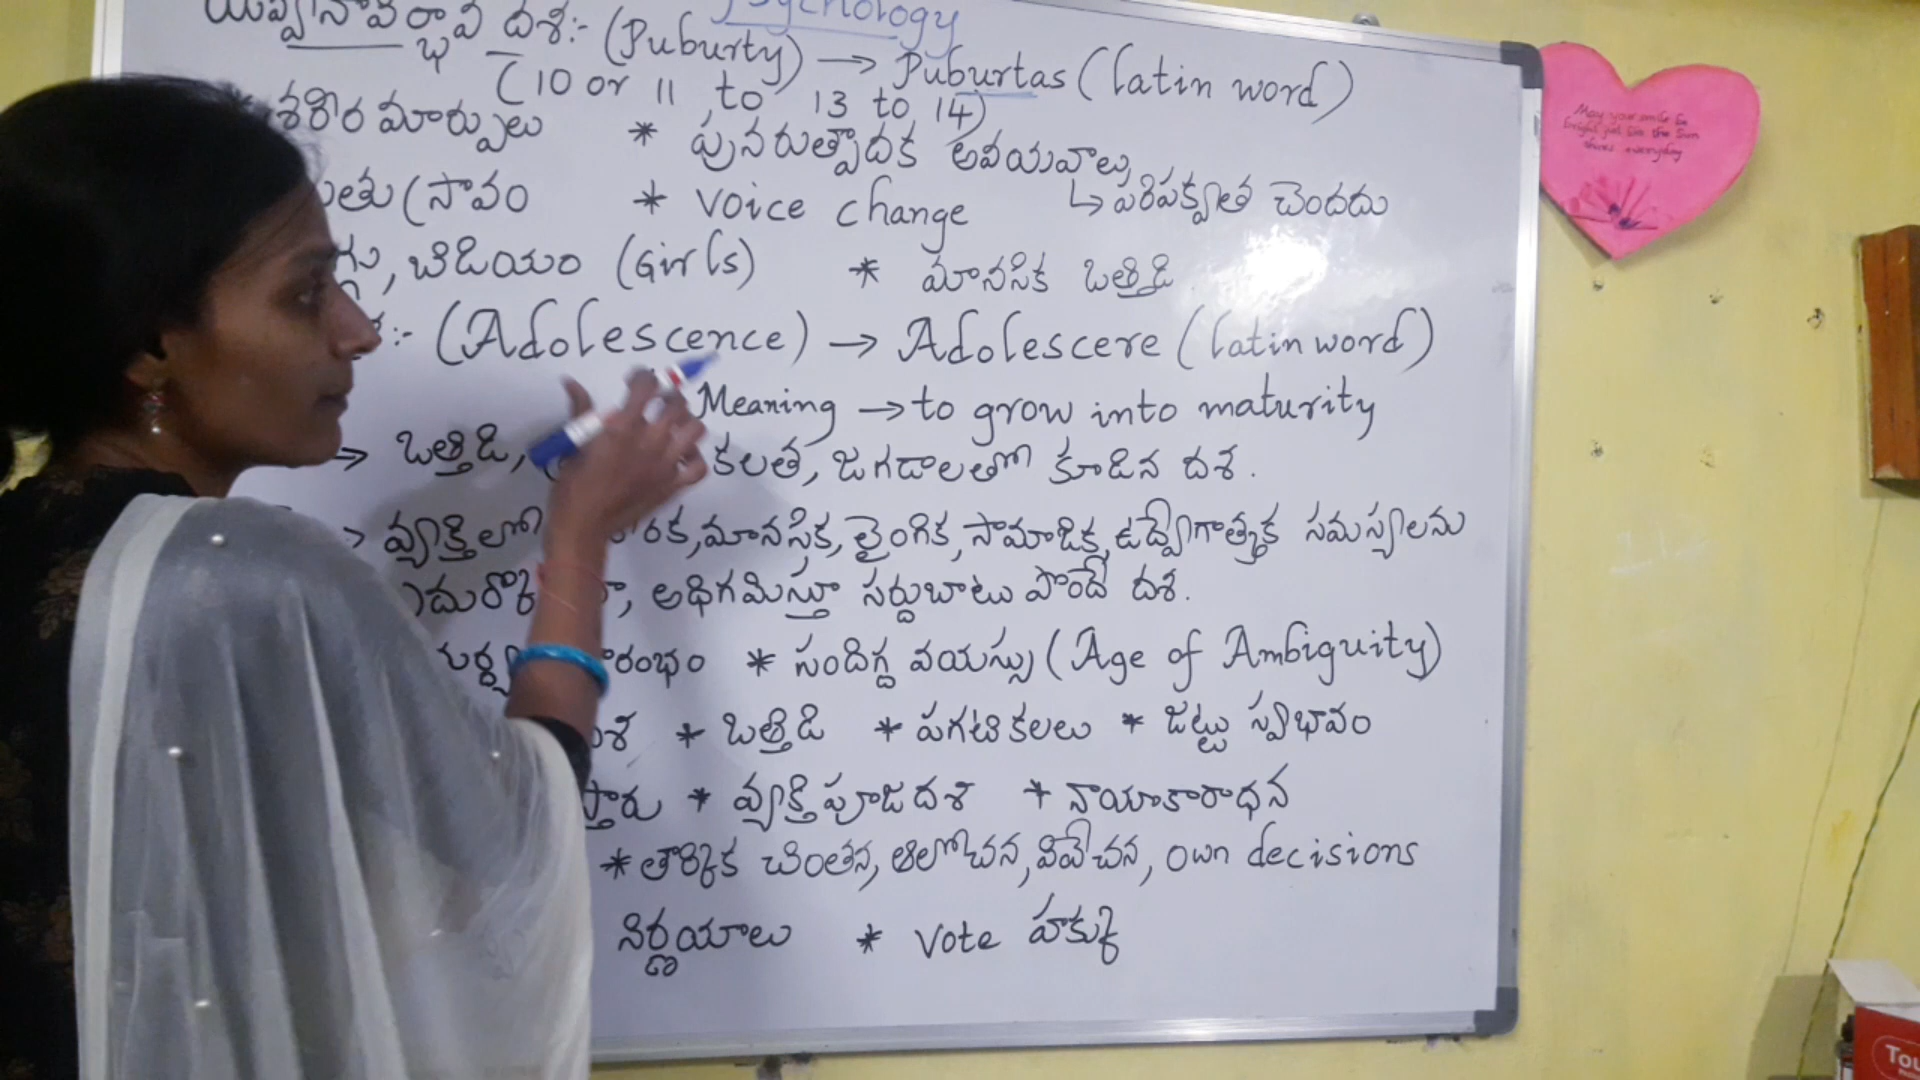 Psychology
యవ్వనావిర్భావ దశ:- (Puburty) → Puburtas (latin word)
(10 or 11 to 13 to 14)
శరీర మార్పులు * పునరుత్పాదక అవయవాలు
↳ పరిపక్వత చెందదు
* voice change
బిడియం (Girls) * మానసిక ఒత్తిడి
:- (Adolescence) → Adolescere (latin word)
Meaning → to grow into maturity
→ ఒత్తిడి, కలత, జగడాలతో కూడిన దశ.
→ వ్యక్తిలో మానసిక, లైంగిక, సామాజిక, ఉద్వేగాత్మక సమస్యలను
అధిగమిస్తూ సర్దుబాటు పొందే దశ.
* సందిగ్ద వయస్సు (Age of Ambiguity)
* ఒత్తిడి * పగటి కలలు * జట్టు స్వభావం
* వ్యక్తి పూజ దశ * నాయకారాధన
* తార్కిక చింతన, ఆలోచన, వివేచన, own decisions
నిర్ణయాలు * vote హక్కు
May your smile be
bright just like the sun
shines everyday
Tou